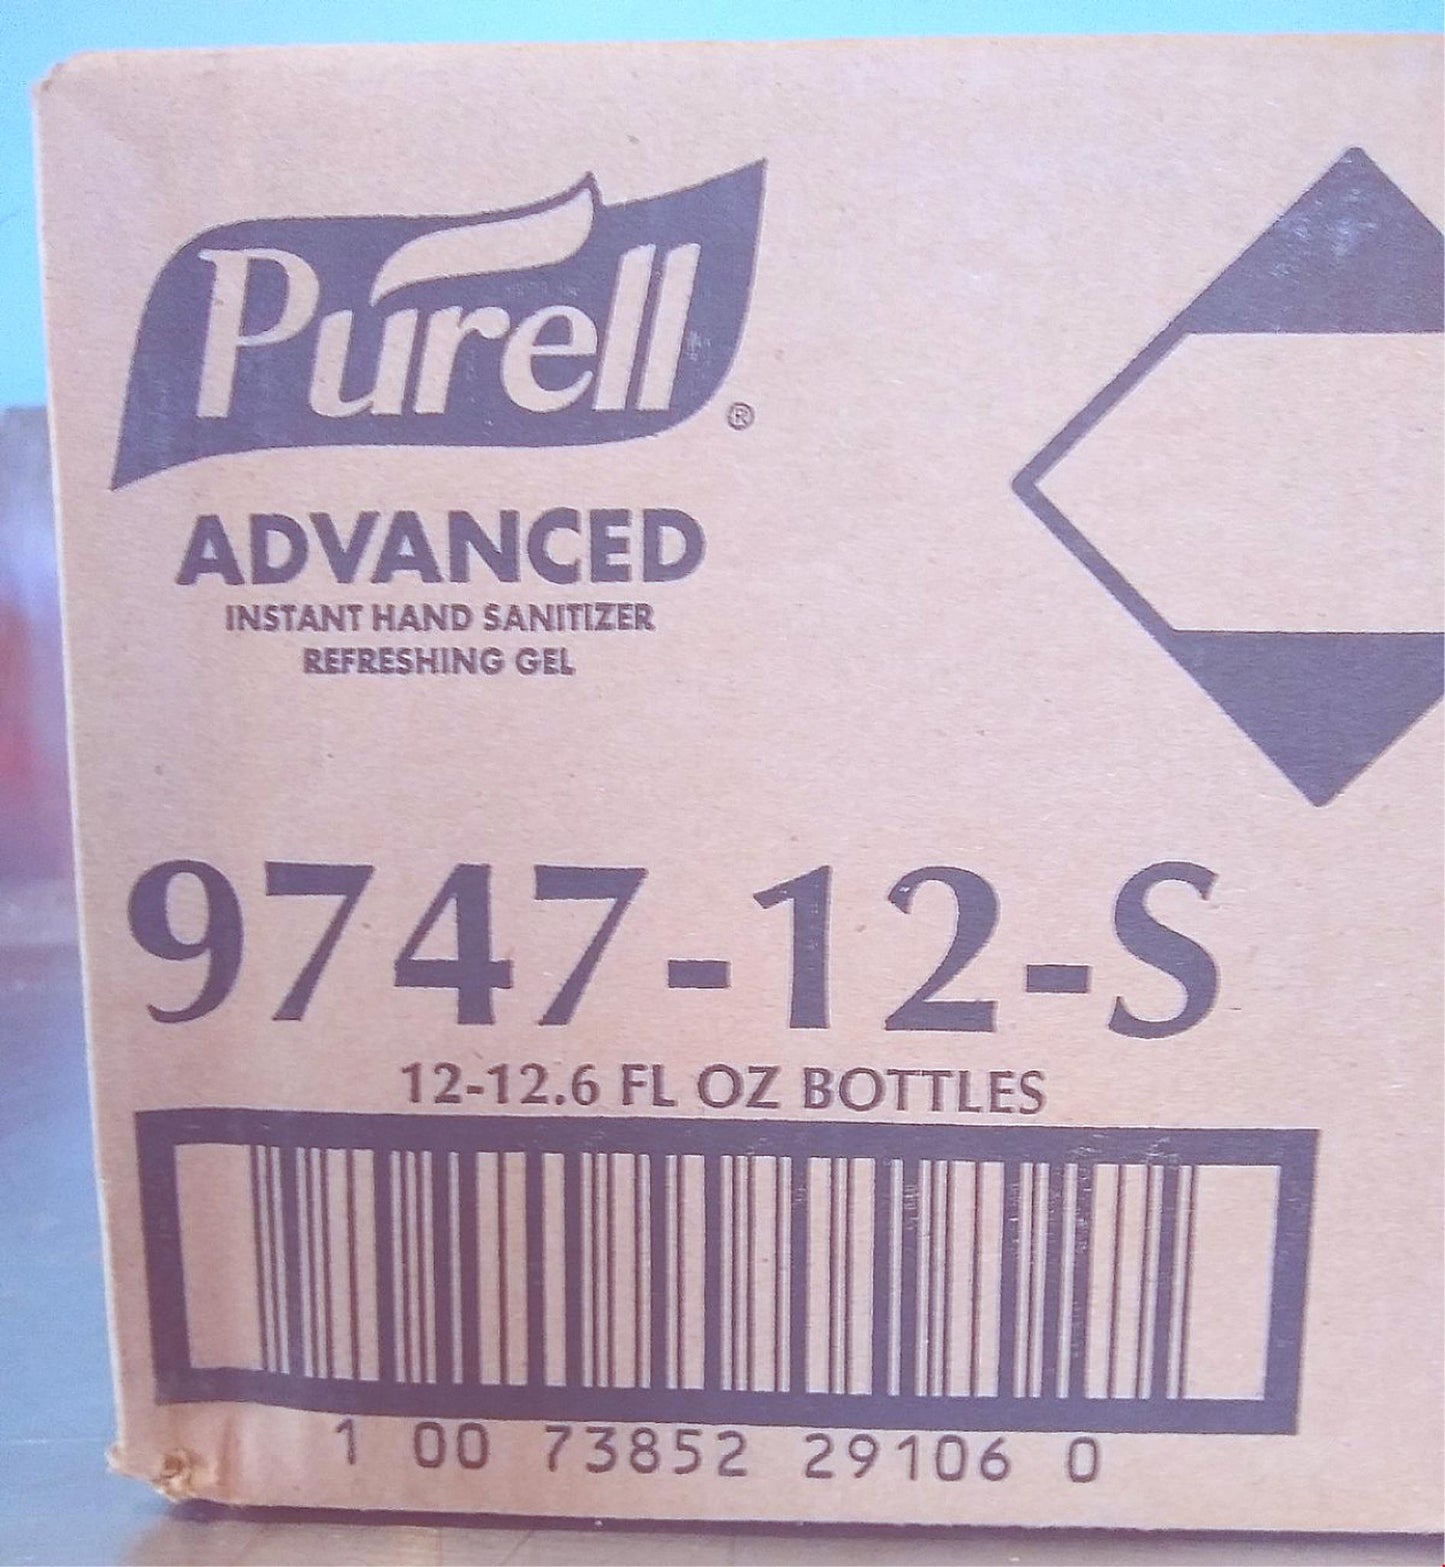 Purell®
ADVANCED
INSTANT HAND SANITIZER
REFRESHING GEL
9747-12-S
12-12.6 FL OZ BOTTLES
1 00 73852 29106 0